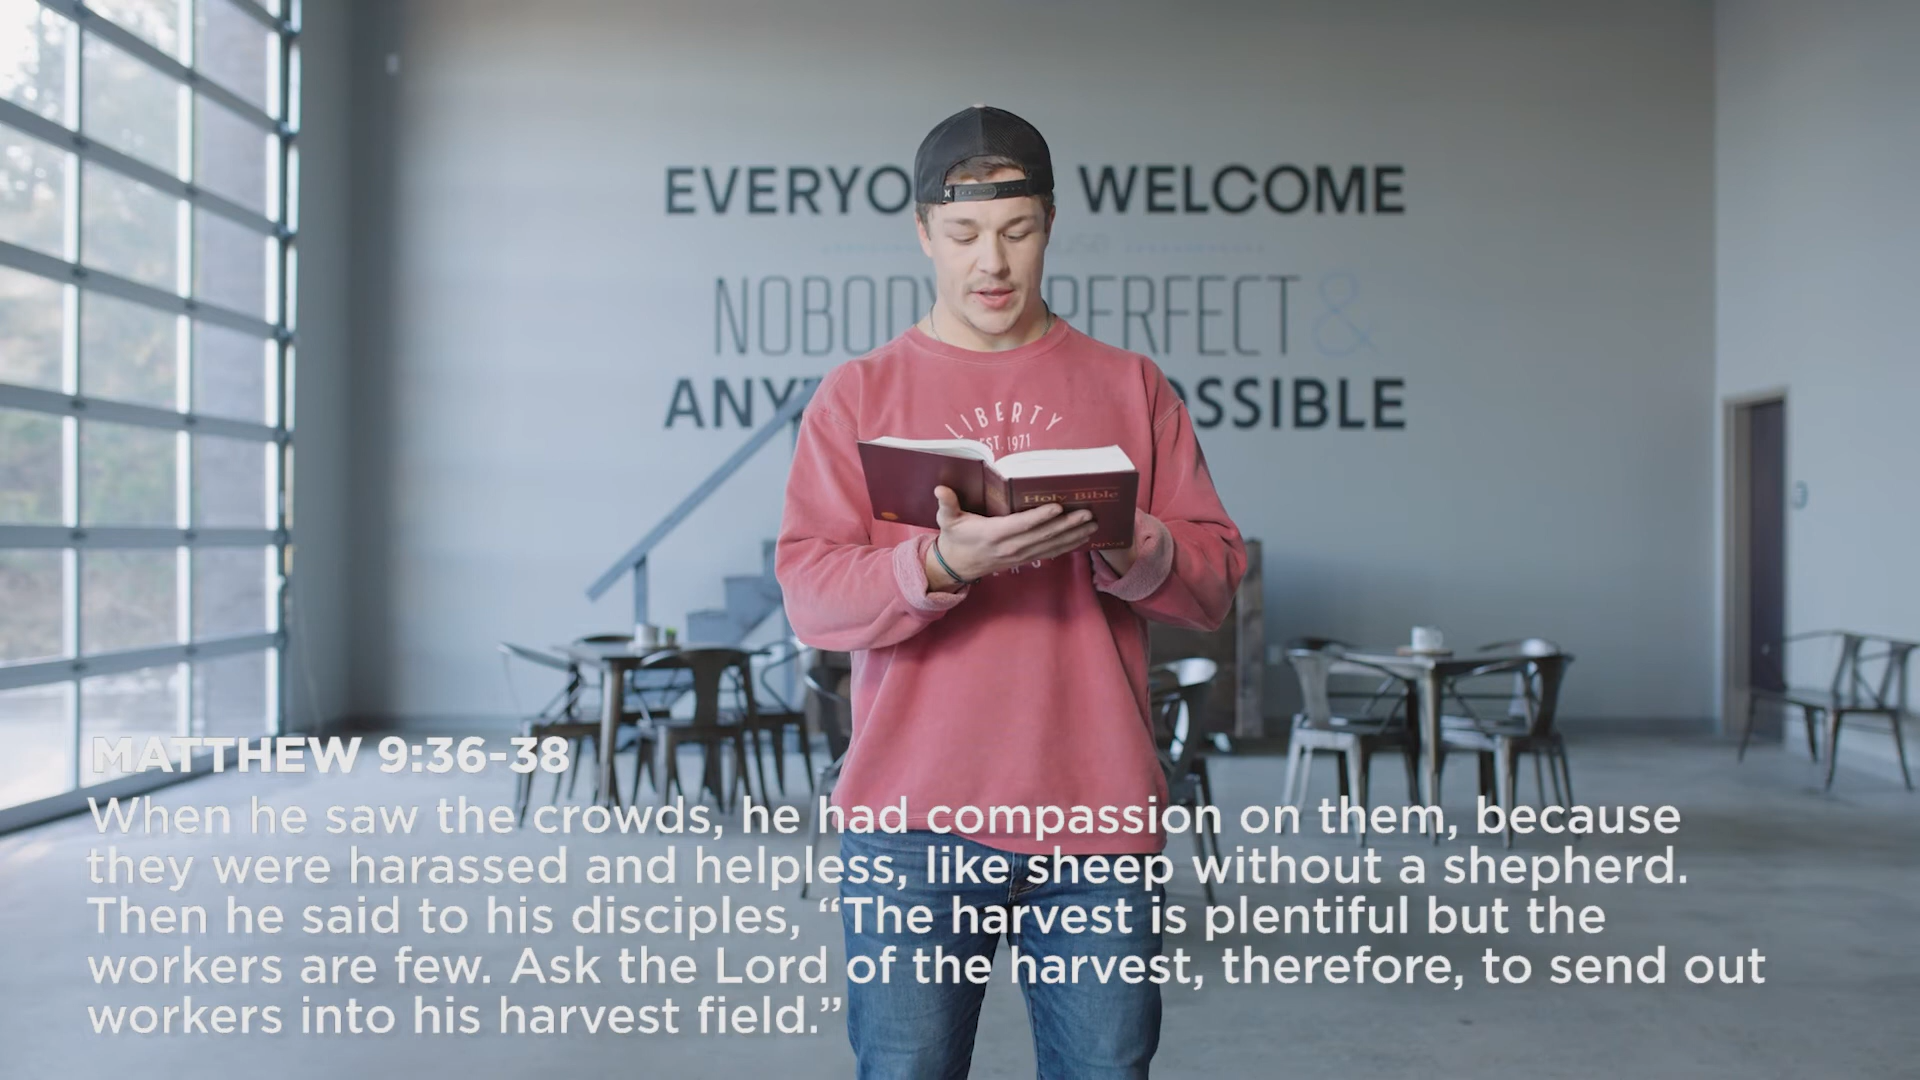 EVERYO WELCOME
NOBODY PERFECT &
ANY OSSIBLE
LIBERTY
EST. 1971
Holy Bible
NIV
MATTHEW 9:36-38
When he saw the crowds, he had compassion on them, because
they were harassed and helpless, like sheep without a shepherd.
Then he said to his disciples, “The harvest is plentiful but the
workers are few. Ask the Lord of the harvest, therefore, to send out
workers into his harvest field.”